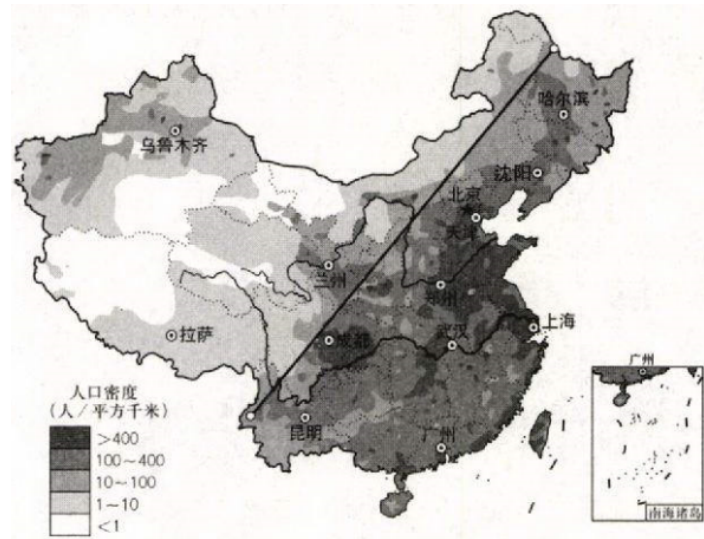 哈尔滨
乌鲁木齐
沈阳
北京
天津
兰州
郑州
拉萨
成都
武汉
上海
昆明
广州
人口密度
(人/平方千米)
>400
100~400
10~100
1~10
<1
广州
南海诸岛